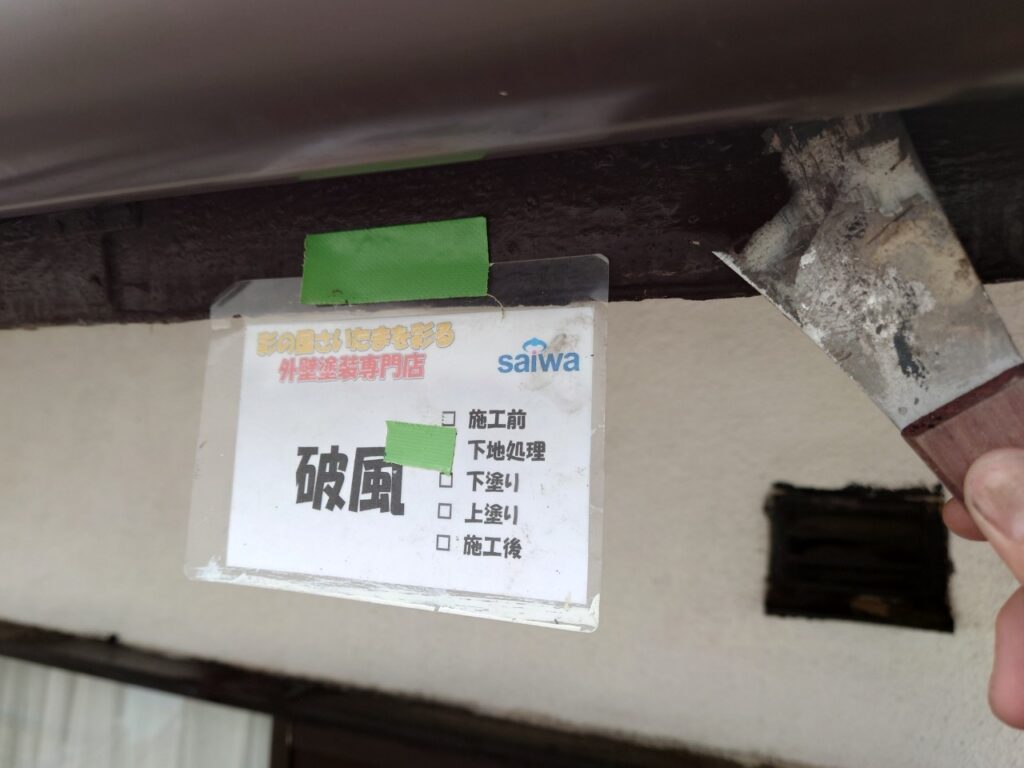 彩の国さいたまを彩る
外壁塗装専門店
saiwa
破風
□ 施工前
下地処理
□ 下塗り
□ 上塗り
□ 施工後